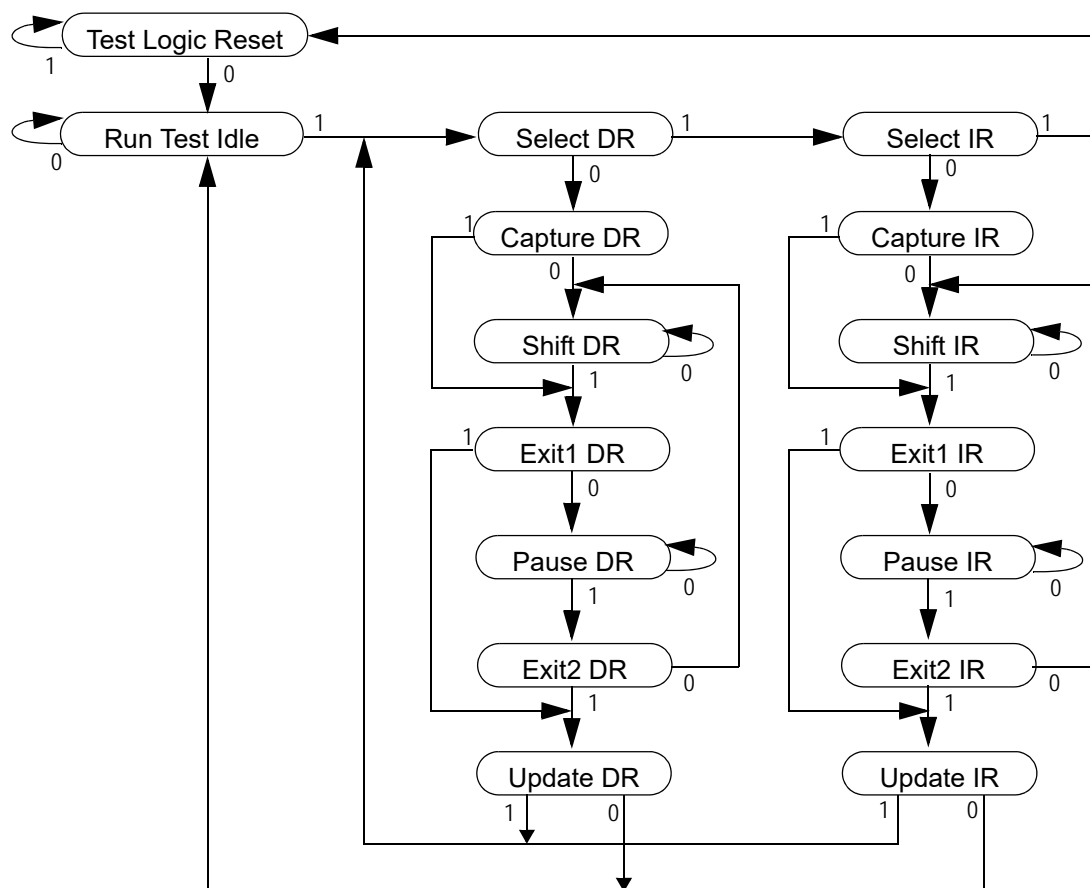 Test Logic Reset
1
0
Run Test Idle
0
1
Select DR
1
0
Select IR
1
0
Capture DR
1
0
Capture IR
1
0
Shift DR
0
1
Shift IR
0
1
Exit1 DR
1
0
Exit1 IR
1
0
Pause DR
0
1
Pause IR
0
1
Exit2 DR
0
1
Exit2 IR
0
1
Update DR
1
0
Update IR
1
0